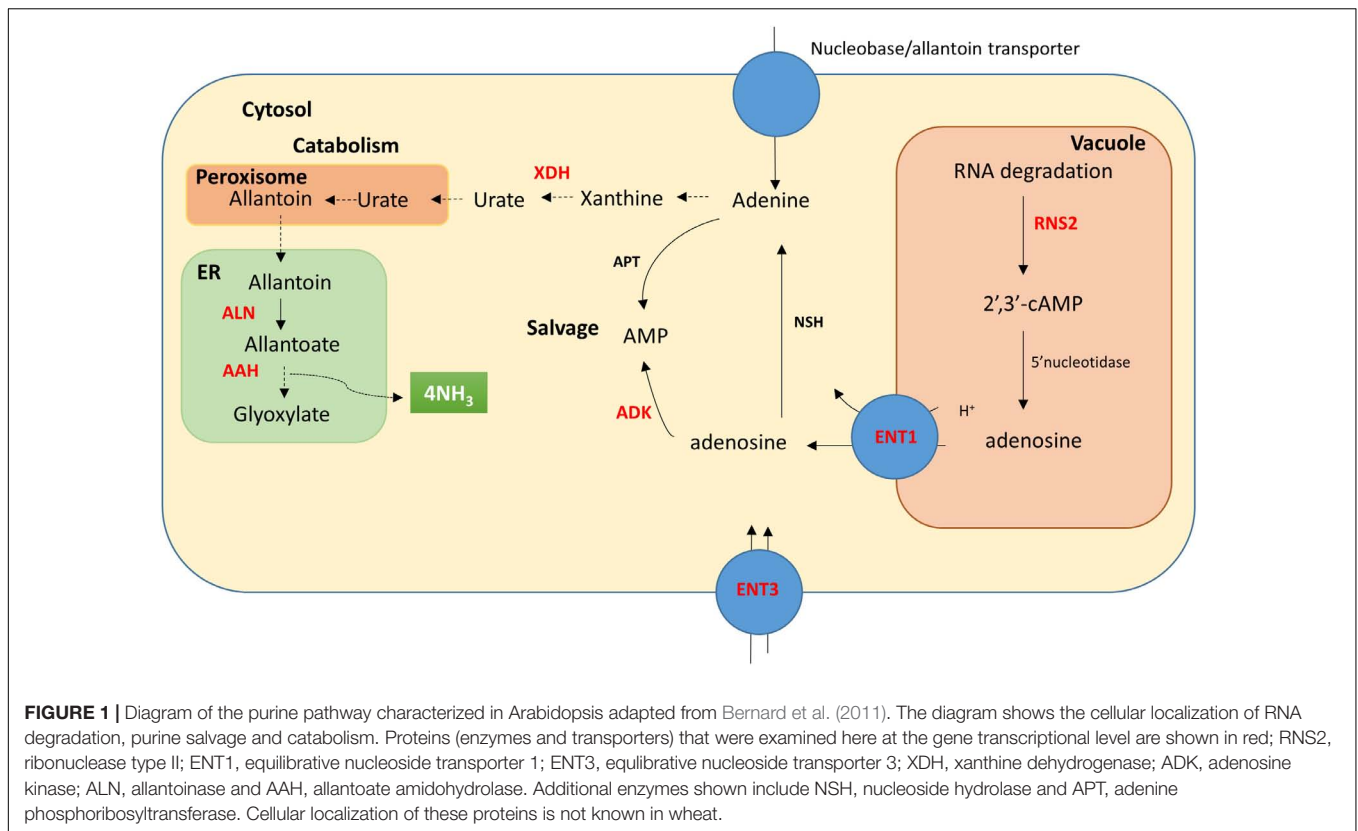 Nucleobase/allantoin transporter
Cytosol
Catabolism
Vacuole
RNA degradation
Peroxisome
XDH
Allantoin
Urate
Urate
Xanthine
Adenine
RNS2
APT
ER
Allantoin
ALN
Allantoate
AAH
Glyoxylate
4NH₃
Salvage
AMP
NSH
2',3'-cAMP
5'nucleotidase
ADK
adenosine
ENT1
H⁺
adenosine
ENT3
FIGURE 1 | Diagram of the purine pathway characterized in Arabidopsis adapted from Bernard et al. (2011). The diagram shows the cellular localization of RNA
degradation, purine salvage and catabolism. Proteins (enzymes and transporters) that were examined here at the gene transcriptional level are shown in red; RNS2,
ribonuclease type II; ENT1, equilibrative nucleoside transporter 1; ENT3, equlibrative nucleoside transporter 3; XDH, xanthine dehydrogenase; ADK, adenosine
kinase; ALN, allantoinase and AAH, allantoate amidohydrolase. Additional enzymes shown include NSH, nucleoside hydrolase and APT, adenine
phosphoribosyltransferase. Cellular localization of these proteins is not known in wheat.